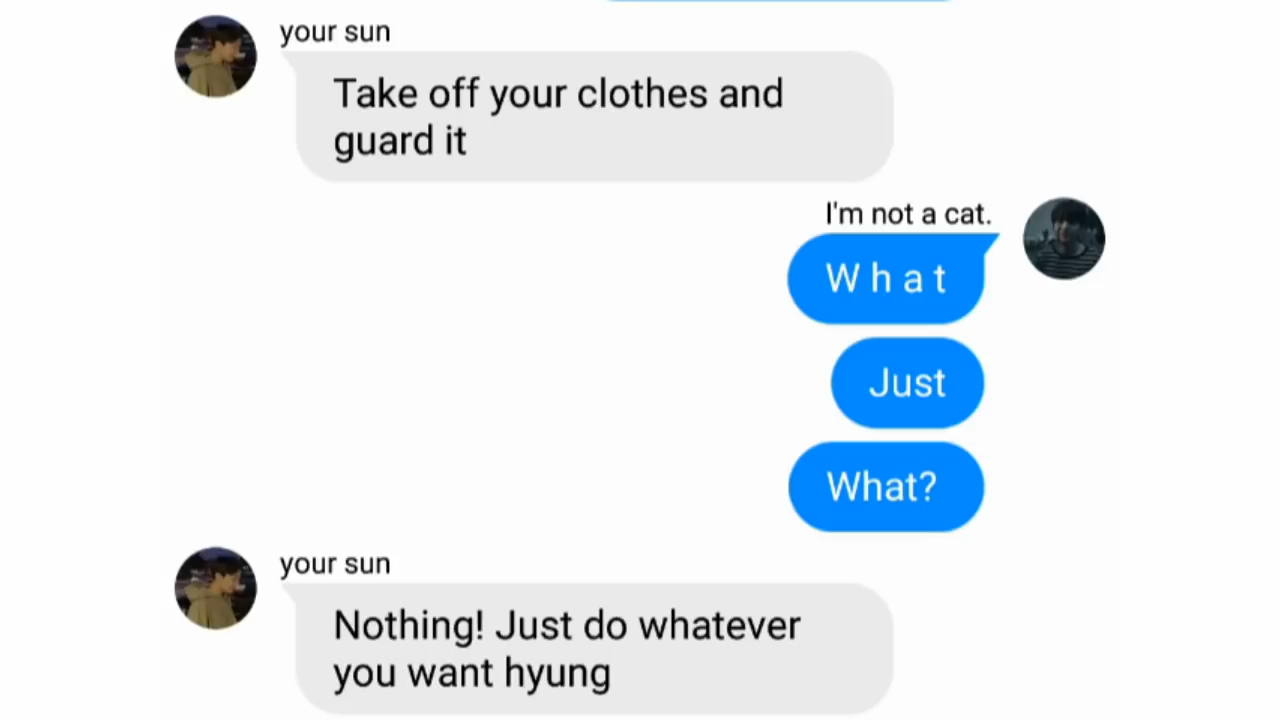 your sun
Take off your clothes and
guard it
I'm not a cat.
W h a t
Just
What?
your sun
Nothing! Just do whatever
you want hyung